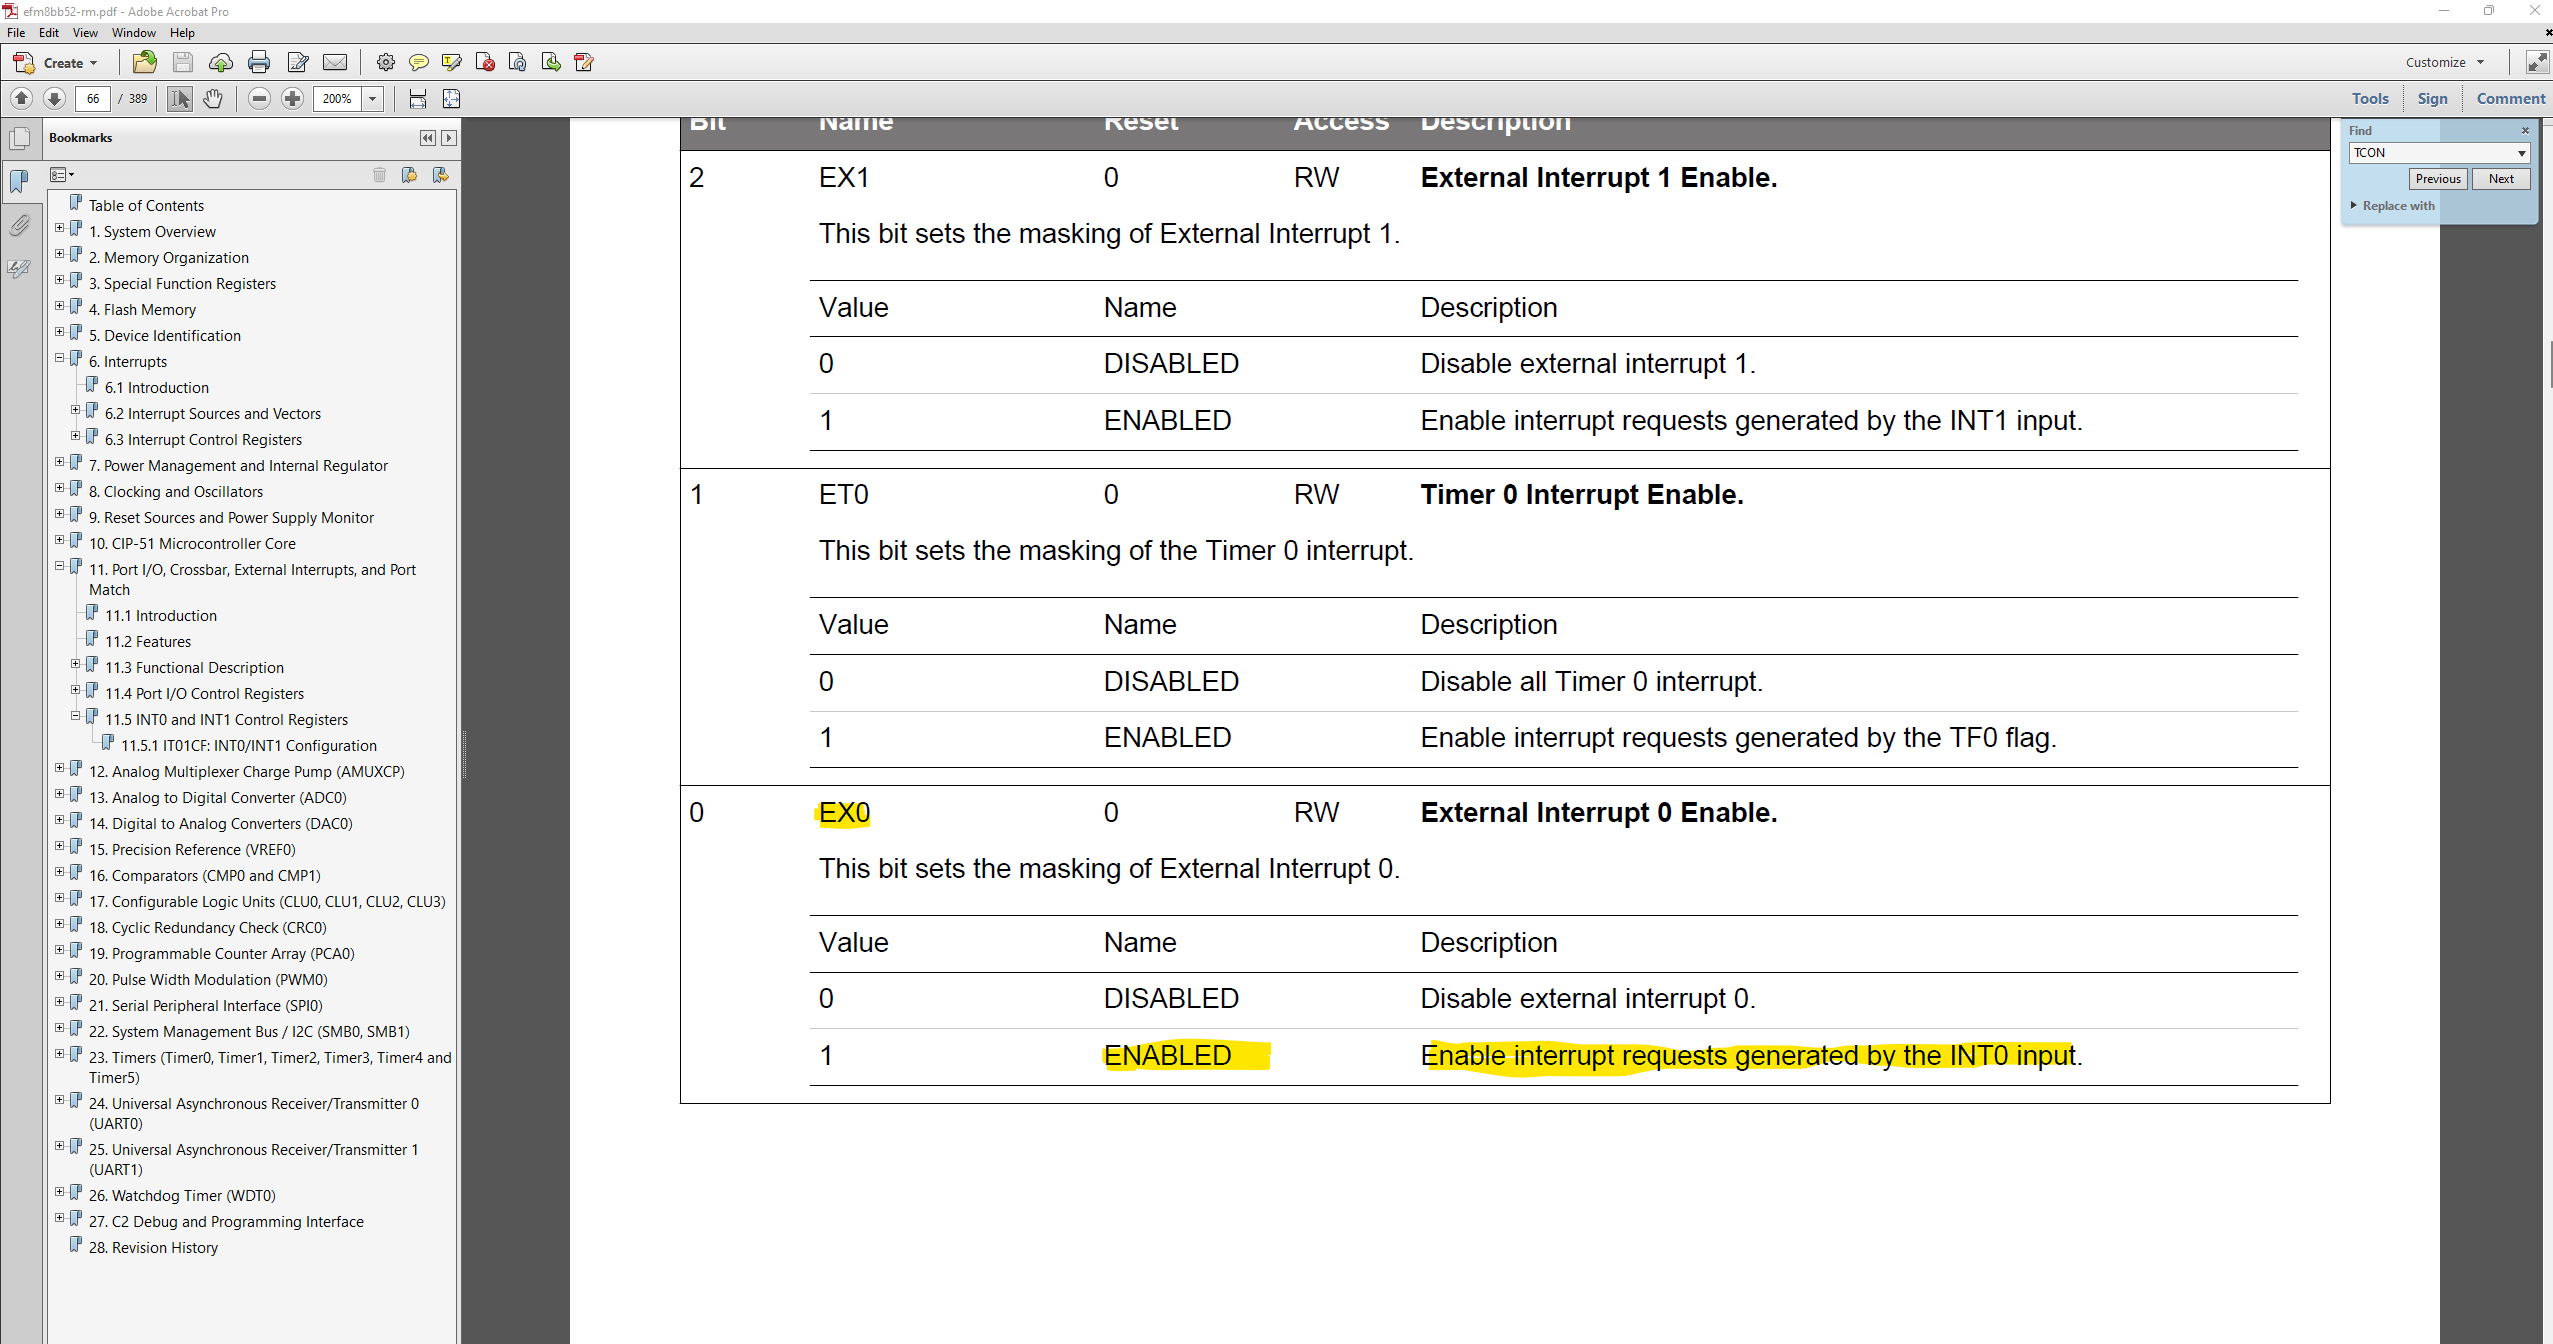 efm8bb52-rm.pdf - Adobe Acrobat Pro
File Edit View Window Help
Create
Customize
66 / 389
200%
Tools Sign Comment
Bookmarks
Table of Contents
1. System Overview
2. Memory Organization
3. Special Function Registers
4. Flash Memory
5. Device Identification
6. Interrupts
6.1 Introduction
6.2 Interrupt Sources and Vectors
6.3 Interrupt Control Registers
7. Power Management and Internal Regulator
8. Clocking and Oscillators
9. Reset Sources and Power Supply Monitor
10. CIP-51 Microcontroller Core
11. Port I/O, Crossbar, External Interrupts, and Port
Match
11.1 Introduction
11.2 Features
11.3 Functional Description
11.4 Port I/O Control Registers
11.5 INT0 and INT1 Control Registers
11.5.1 IT01CF: INT0/INT1 Configuration
12. Analog Multiplexer Charge Pump (AMUXCP)
13. Analog to Digital Converter (ADC0)
14. Digital to Analog Converters (DAC0)
15. Precision Reference (VREF0)
16. Comparators (CMP0 and CMP1)
17. Configurable Logic Units (CLU0, CLU1, CLU2, CLU3)
18. Cyclic Redundancy Check (CRC0)
19. Programmable Counter Array (PCA0)
20. Pulse Width Modulation (PWM0)
21. Serial Peripheral Interface (SPI0)
22. System Management Bus / I2C (SMB0, SMB1)
23. Timers (Timer0, Timer1, Timer2, Timer3, Timer4 and
Timer5)
24. Universal Asynchronous Receiver/Transmitter 0
(UART0)
25. Universal Asynchronous Receiver/Transmitter 1
(UART1)
26. Watchdog Timer (WDT0)
27. C2 Debug and Programming Interface
28. Revision History
Bit Name Reset Access Description
2 EX1 0 RW External Interrupt 1 Enable.
This bit sets the masking of External Interrupt 1.
Value Name Description
0 DISABLED Disable external interrupt 1.
1 ENABLED Enable interrupt requests generated by the INT1 input.
1 ET0 0 RW Timer 0 Interrupt Enable.
This bit sets the masking of the Timer 0 interrupt.
Value Name Description
0 DISABLED Disable all Timer 0 interrupt.
1 ENABLED Enable interrupt requests generated by the TF0 flag.
0 EX0 0 RW External Interrupt 0 Enable.
This bit sets the masking of External Interrupt 0.
Value Name Description
0 DISABLED Disable external interrupt 0.
1 ENABLED Enable interrupt requests generated by the INT0 input.
Find
TCON
Previous Next
Replace with